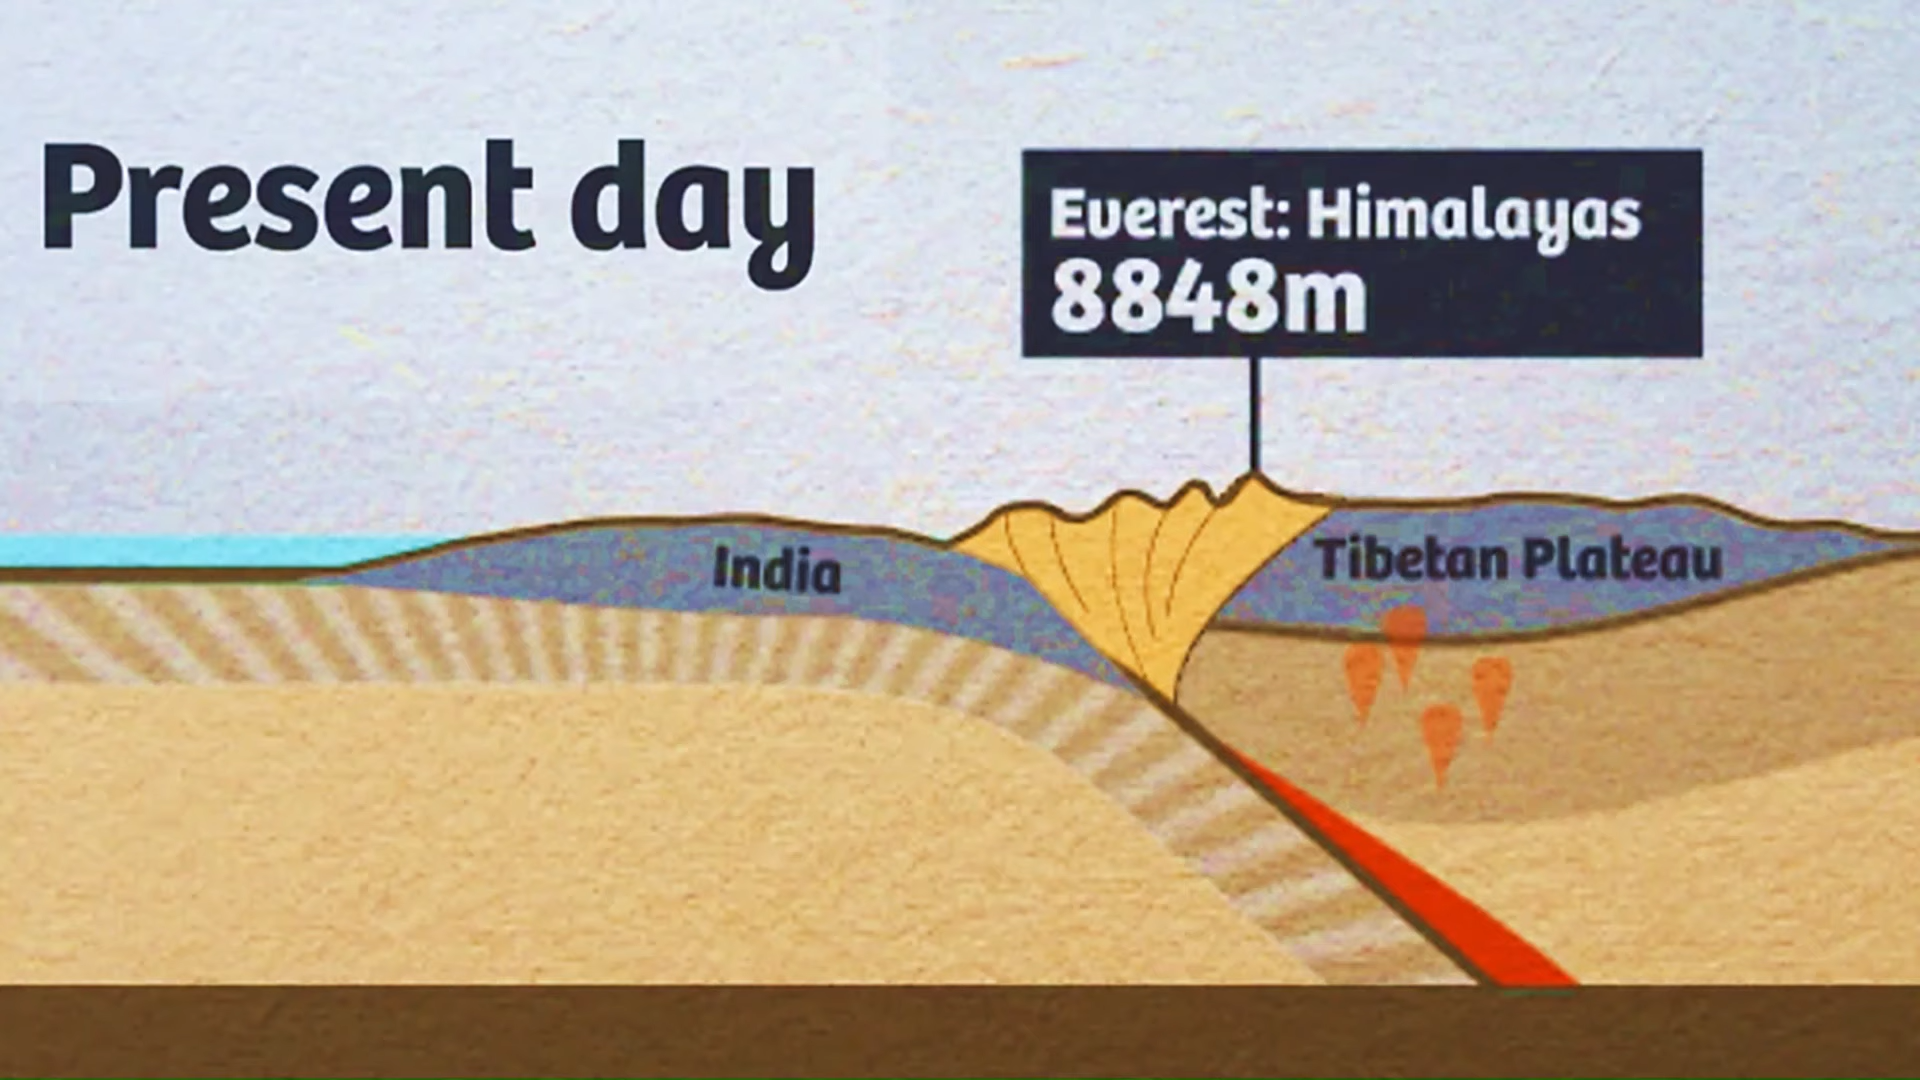 Present day
Everest: Himalayas
8848m
India
Tibetan Plateau